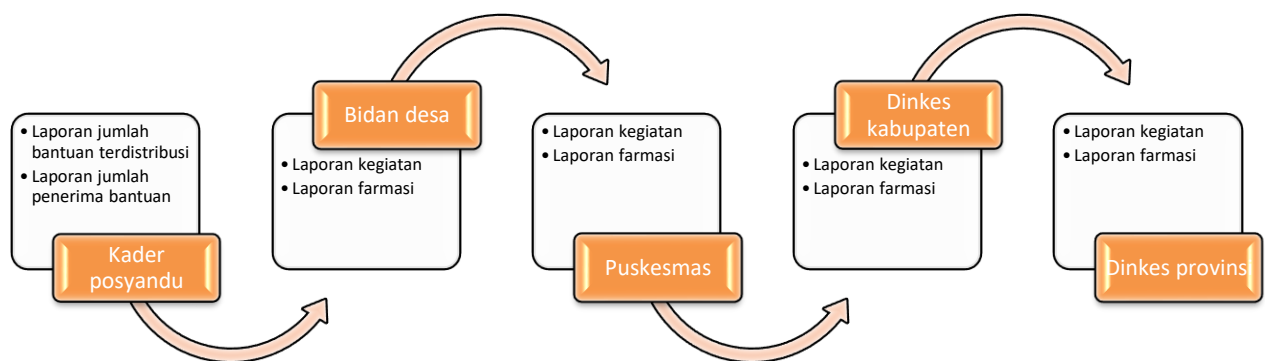 • Laporan jumlah
bantuan terdistribusi
• Laporan jumlah
penerima bantuan
Kader
posyandu
Bidan desa
• Laporan kegiatan
• Laporan farmasi
• Laporan kegiatan
• Laporan farmasi
Puskesmas
Dinkes
kabupaten
• Laporan kegiatan
• Laporan farmasi
• Laporan kegiatan
• Laporan farmasi
Dinkes provins